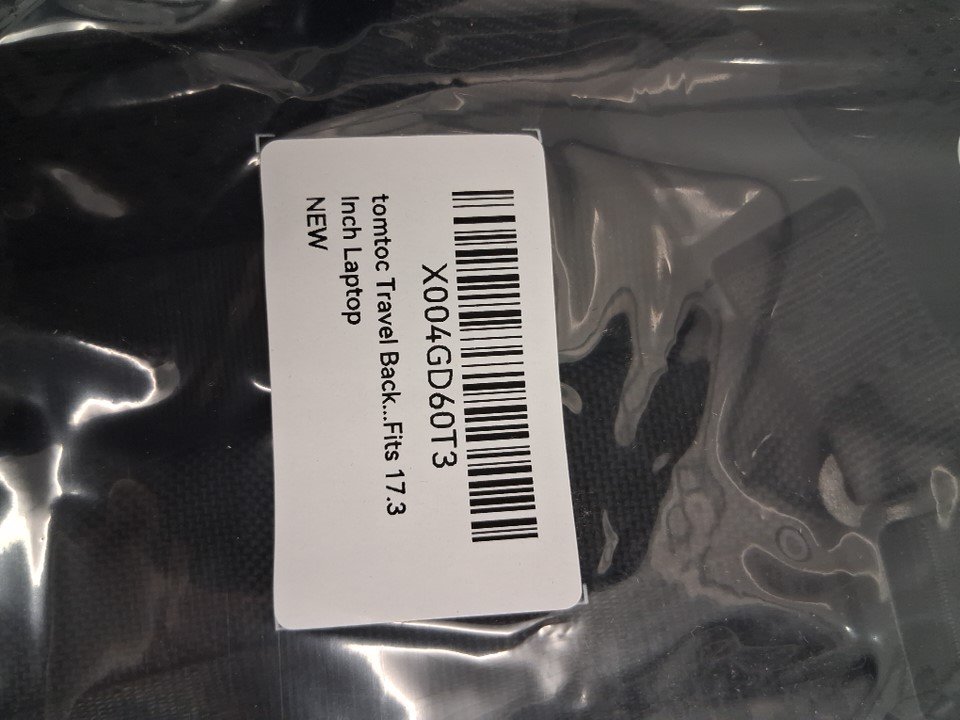 X004GD60T3
tomtoc Travel Back...Fits 17.3
Inch Laptop
NEW